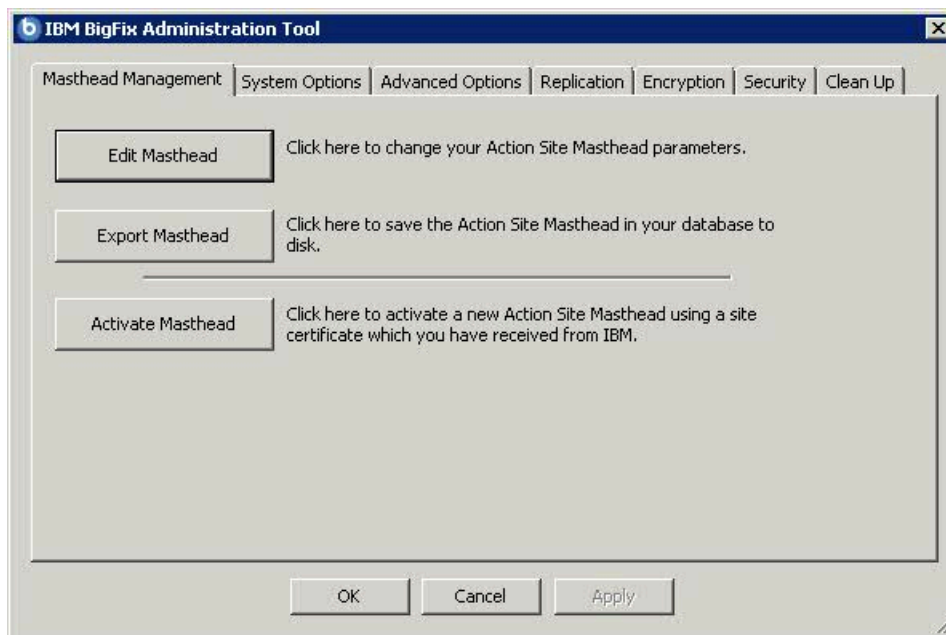 IBM BigFix Administration Tool
Masthead Management System Options Advanced Options Replication Encryption Security Clean Up
Edit Masthead
Click here to change your Action Site Masthead parameters.
Export Masthead
Click here to save the Action Site Masthead in your database to
disk.
Activate Masthead
Click here to activate a new Action Site Masthead using a site
certificate which you have received from IBM.
OK Cancel Apply